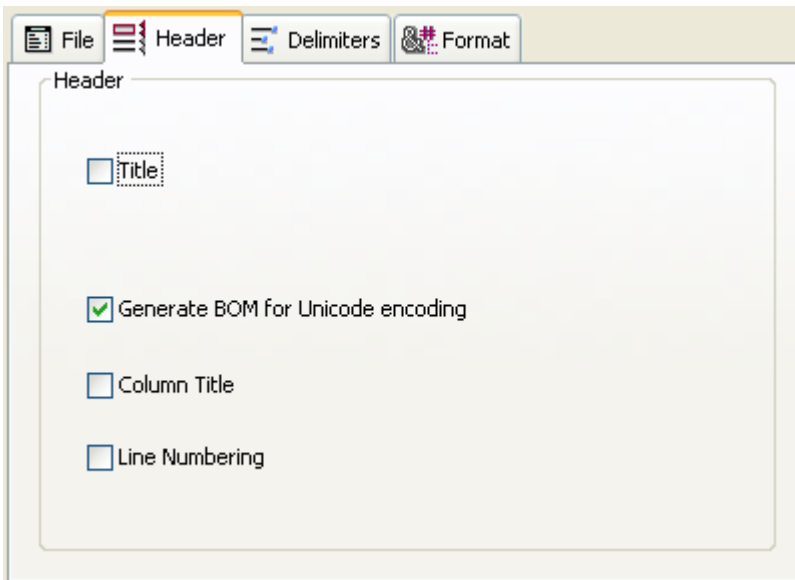 File Header Delimiters Format
Header
Title
Generate BOM for Unicode encoding
Column Title
Line Numbering